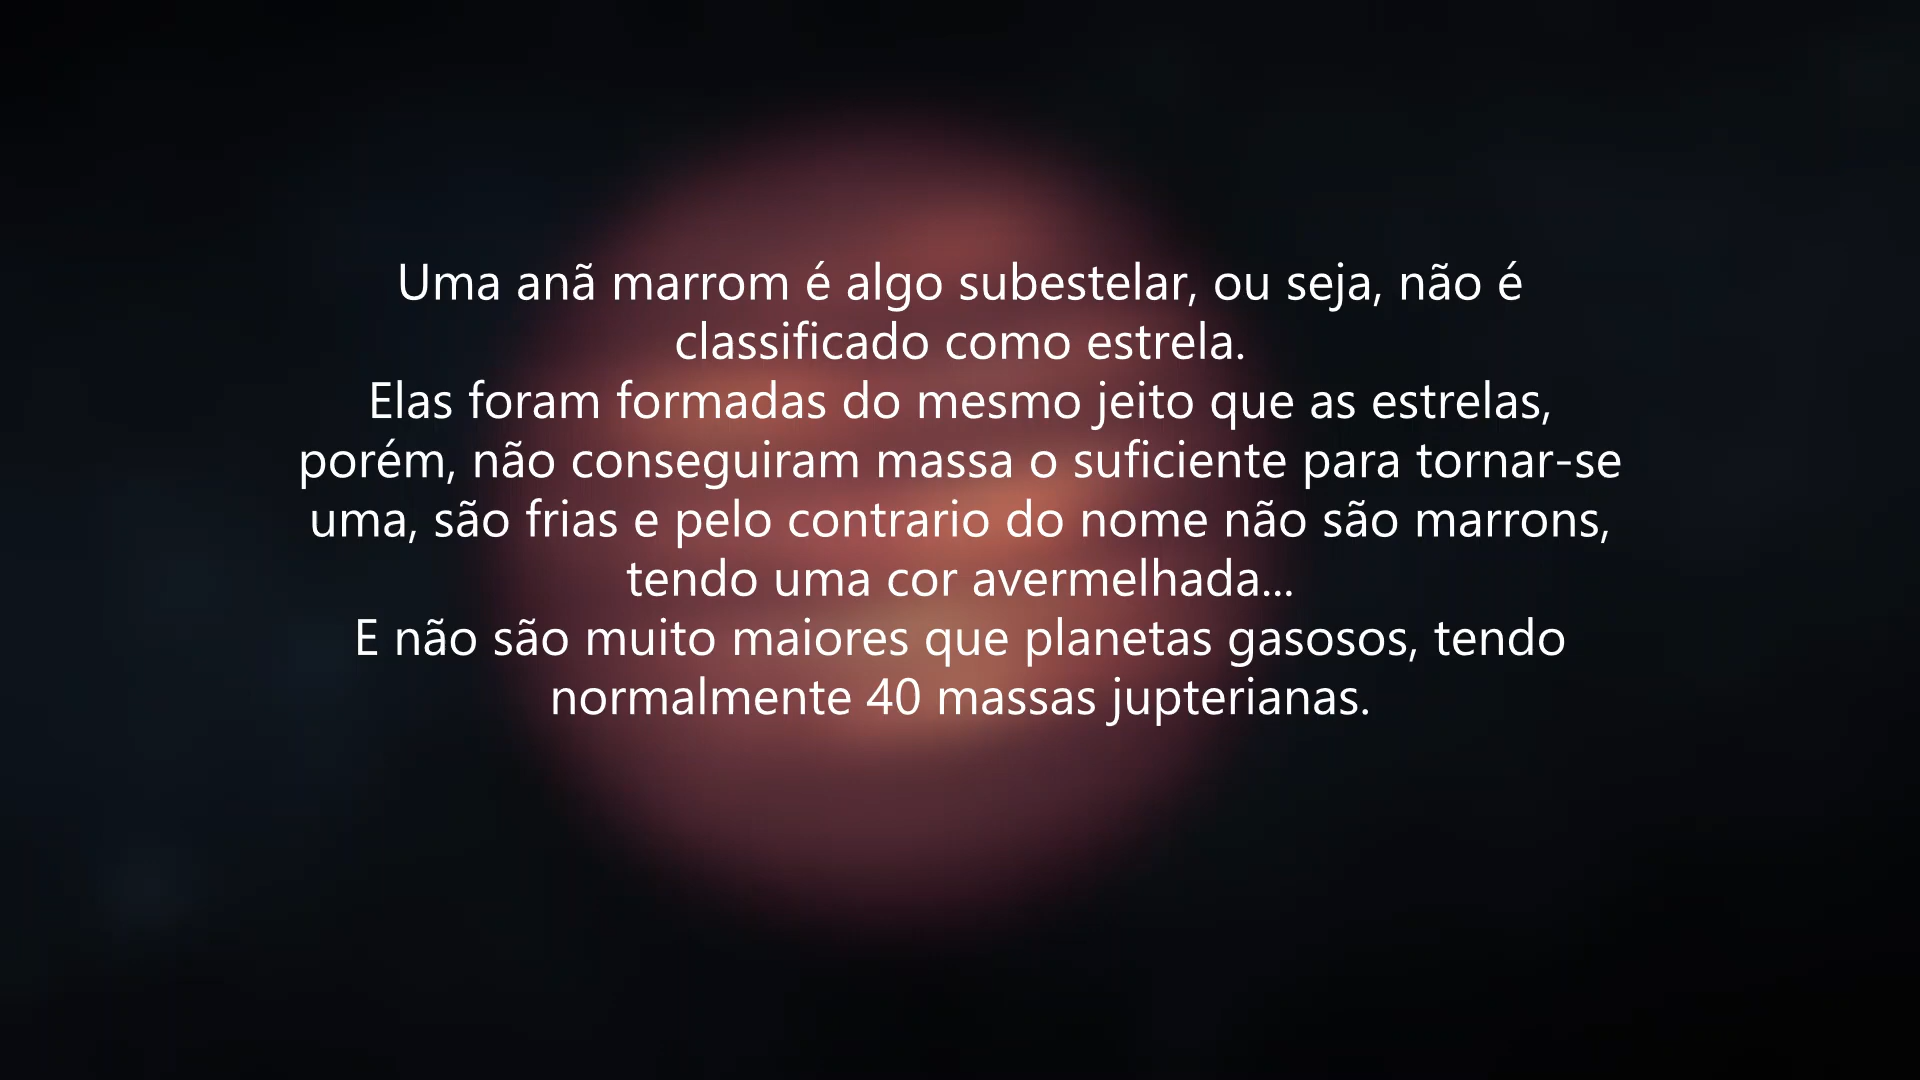 Uma anã marrom é algo subestelar, ou seja, não é
classificado como estrela.
Elas foram formadas do mesmo jeito que as estrelas,
porém, não conseguiram massa o suficiente para tornar-se
uma, são frias e pelo contrario do nome não são marrons,
tendo uma cor avermelhada...
E não são muito maiores que planetas gasosos, tendo
normalmente 40 massas jupterianas.